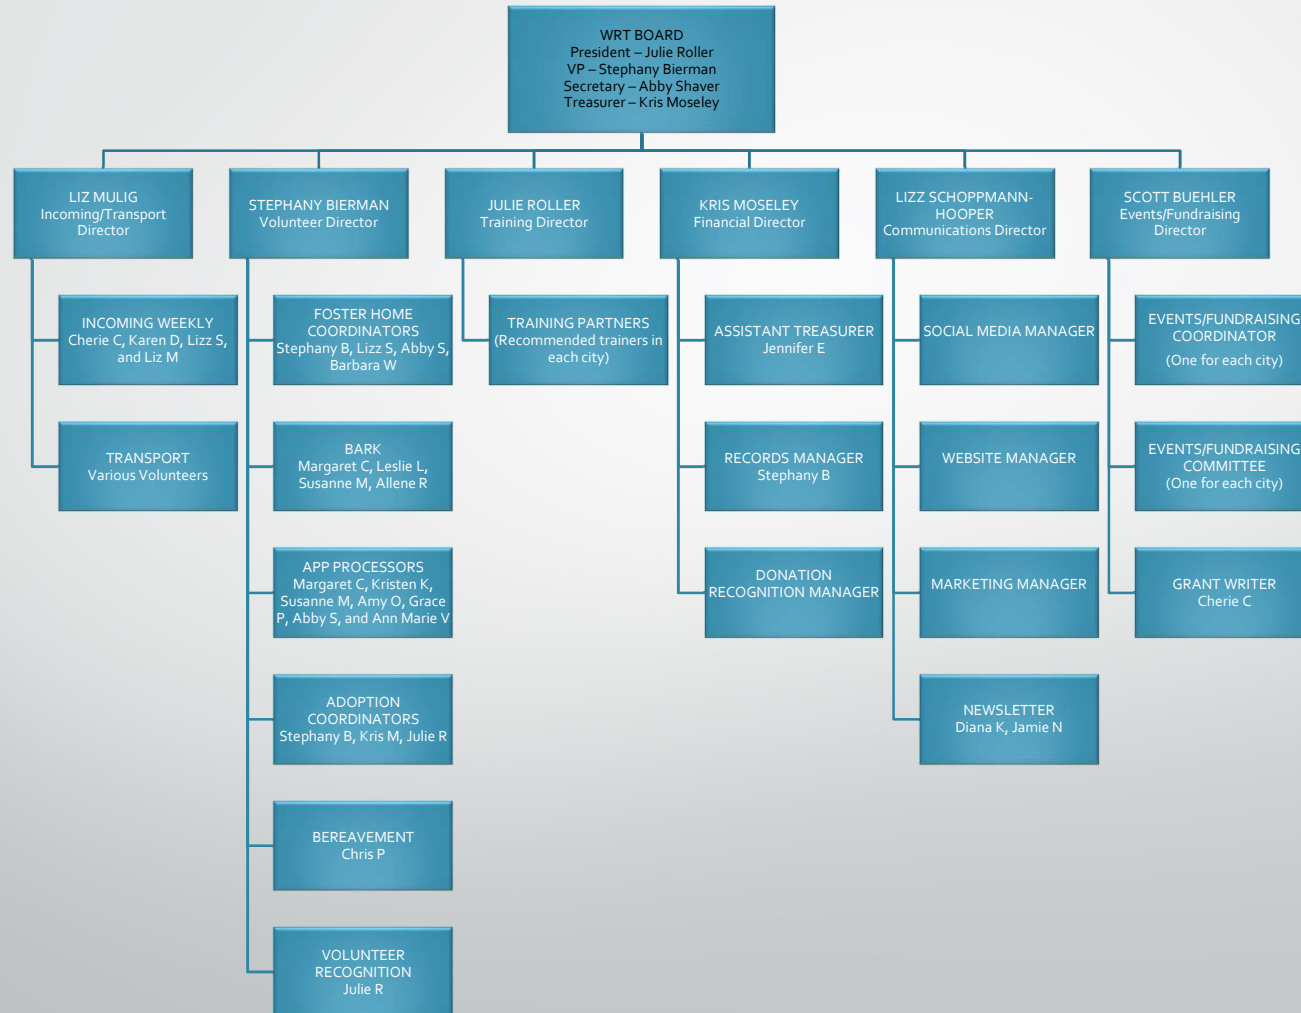 WRT BOARD
President – Julie Roller
VP – Stephany Bierman
Secretary – Abby Shaver
Treasurer – Kris Moseley
LIZ MULIG
Incoming/Transport
Director
STEPHANY BIERMAN
Volunteer Director
JULIE ROLLER
Training Director
KRIS MOSELEY
Financial Director
LIZZ SCHOPPMANN-
HOOPER
Communications Director
SCOTT BUEHLER
Events/Fundraising
Director
INCOMING WEEKLY
Cherie C, Karen D, Lizz S,
and Liz M
TRANSPORT
Various Volunteers
FOSTER HOME
COORDINATORS
Stephany B, Lizz S, Abby S,
Barbara W
BARK
Margaret C, Leslie L,
Susanne M, Allene R
APP PROCESSORS
Margaret C, Kristen K,
Susanne M, Amy O, Grace
P, Abby S, and Ann Marie V
ADOPTION
COORDINATORS
Stephany B, Kris M, Julie R
BEREAVEMENT
Chris P
VOLUNTEER
RECOGNITION
Julie R
TRAINING PARTNERS
(Recommended trainers in
each city)
ASSISTANT TREASURER
Jennifer E
RECORDS MANAGER
Stephany B
DONATION
RECOGNITION MANAGER
SOCIAL MEDIA MANAGER
WEBSITE MANAGER
MARKETING MANAGER
NEWSLETTER
Diana K, Jamie N
EVENTS/FUNDRAISING
COORDINATOR
(One for each city)
EVENTS/FUNDRAISING
COMMITTEE
(One for each city)
GRANT WRITER
Cherie C